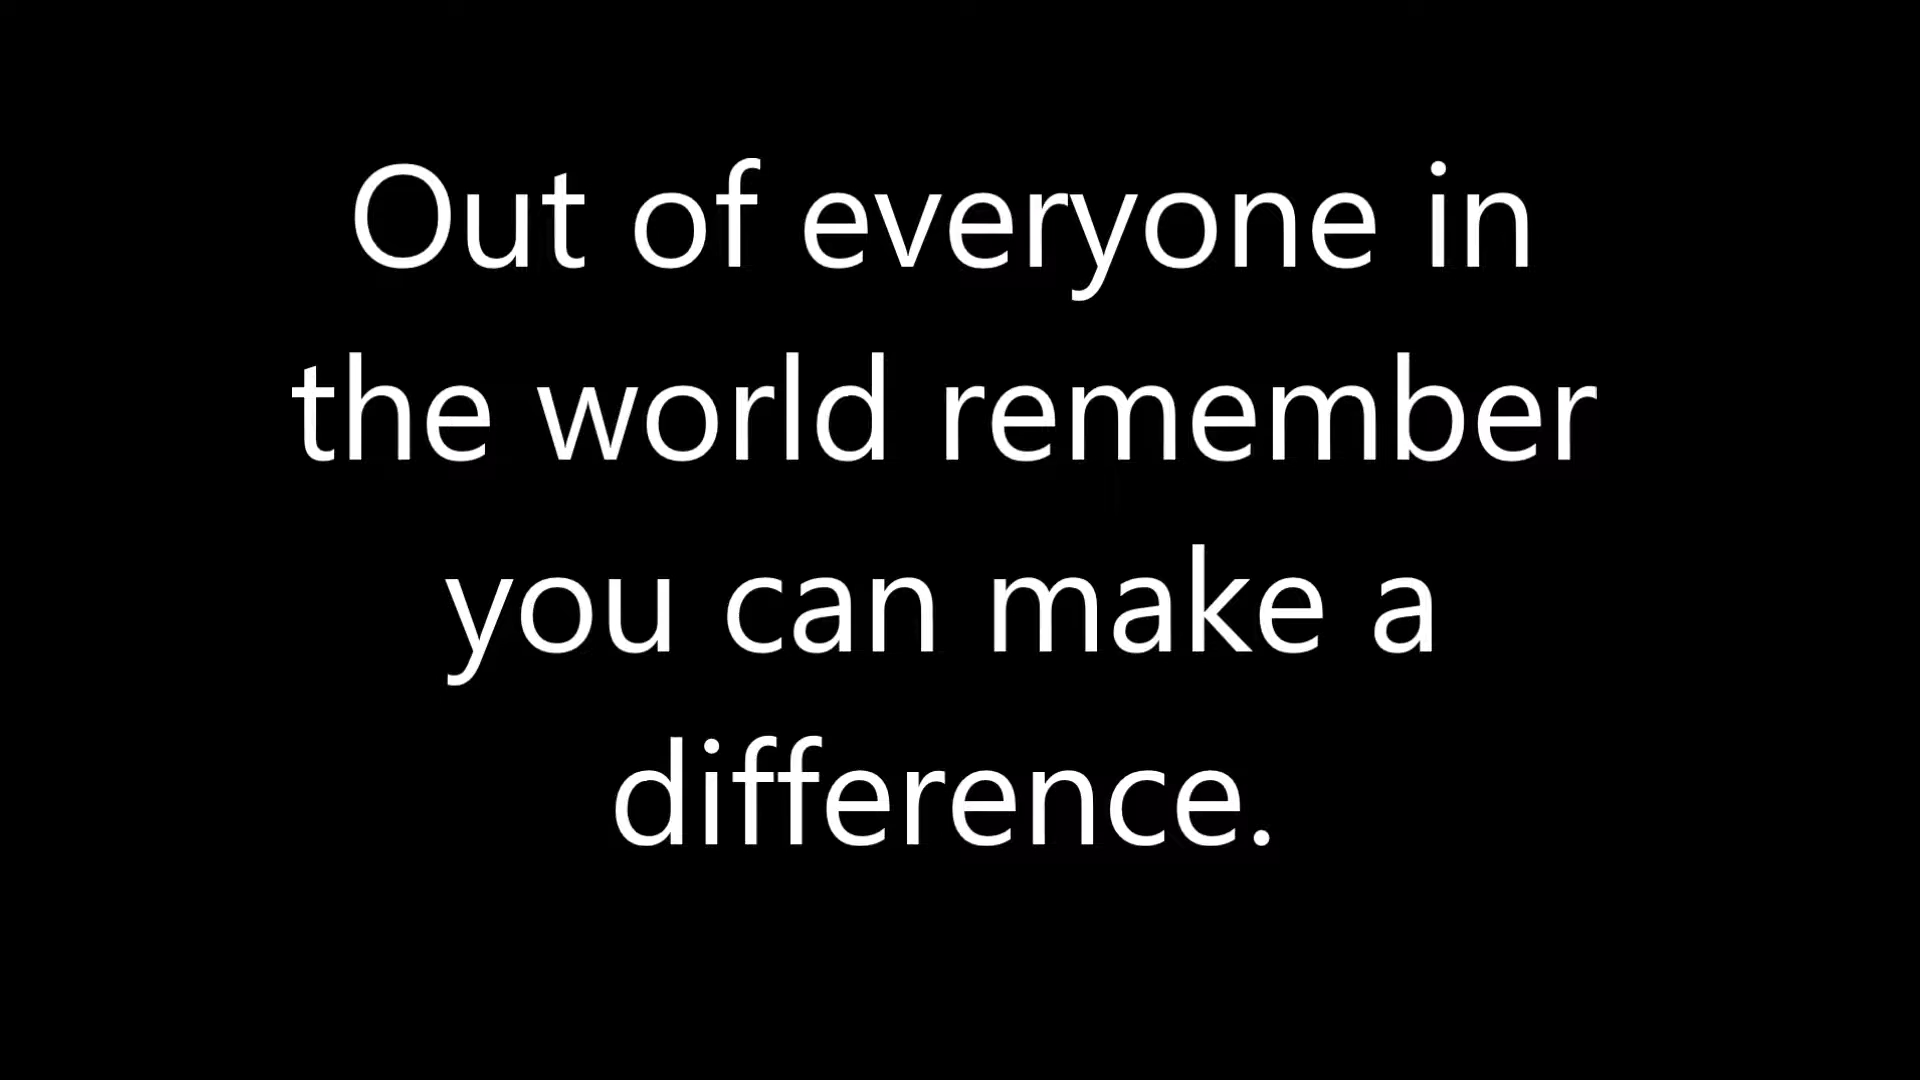 Out of everyone in
the world remember
you can make a
difference.